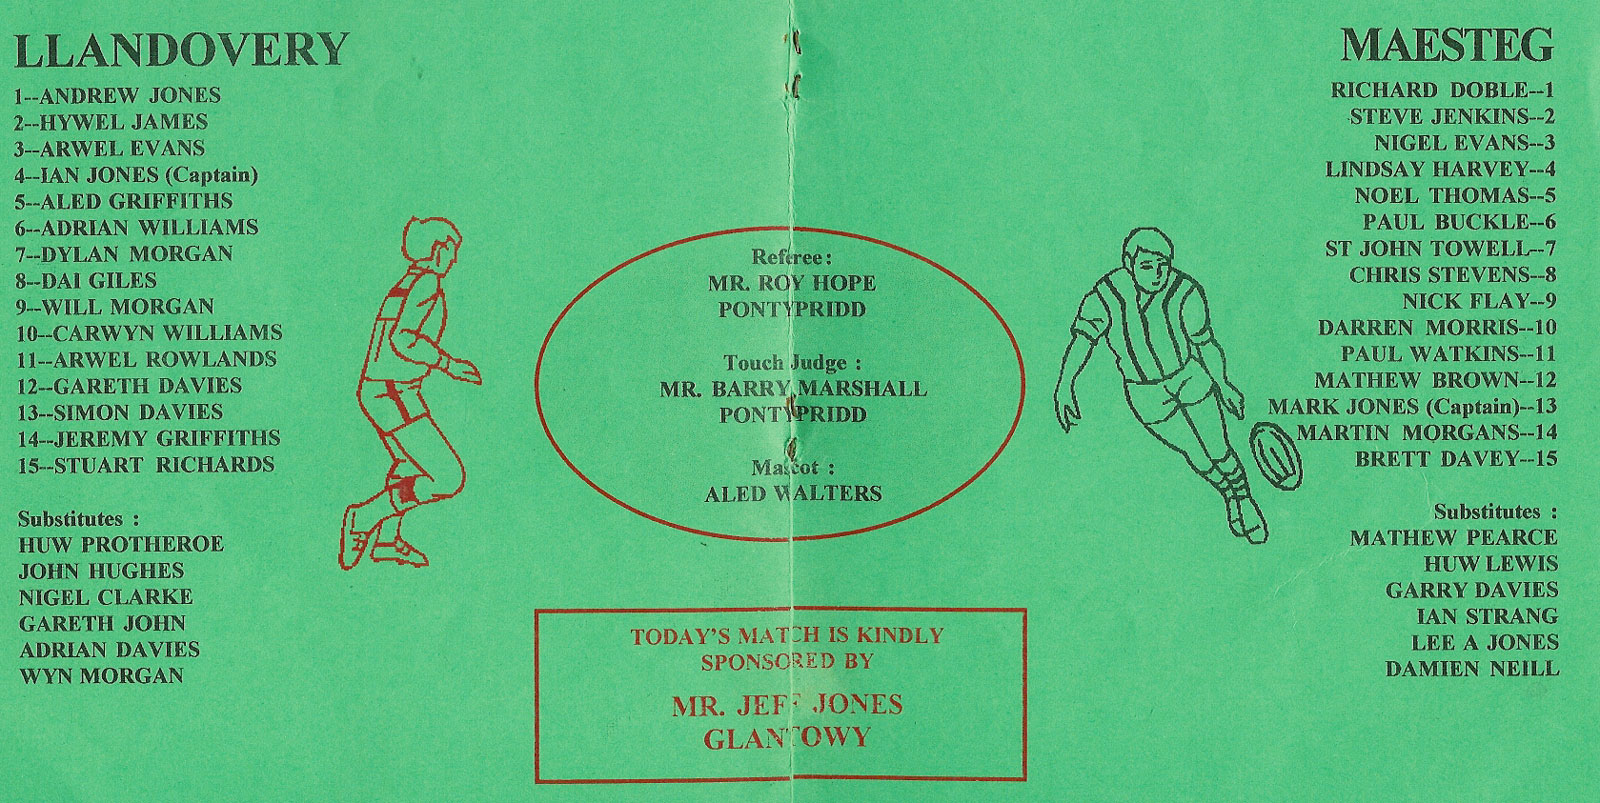 LLANDOVERY
1--ANDREW JONES
2--HYWEL JAMES
3--ARWEL EVANS
4--IAN JONES (Captain)
5--ALED GRIFFITHS
6--ADRIAN WILLIAMS
7--DYLAN MORGAN
8--DAI GILES
9--WILL MORGAN
10--CARWYN WILLIAMS
11--ARWEL ROWLANDS
12--GARETH DAVIES
13--SIMON DAVIES
14--JEREMY GRIFFITHS
15--STUART RICHARDS
Substitutes :
HUW PROTHEROE
JOHN HUGHES
NIGEL CLARKE
GARETH JOHN
ADRIAN DAVIES
WYN MORGAN
Referee :
MR. ROY HOPE
PONTYPRIDD
Touch Judge :
MR. BARRY MARSHALL
PONTYPRIDD
Mascot :
ALED WALTERS
TODAY'S MATCH IS KINDLY
SPONSORED BY
MR. JEFF JONES
GLANTOWY
MAESTEG
RICHARD DOBLE--1
STEVE JENKINS--2
NIGEL EVANS--3
LINDSAY HARVEY--4
NOEL THOMAS--5
PAUL BUCKLE--6
ST JOHN TOWELL--7
CHRIS STEVENS--8
NICK FLAY--9
DARREN MORRIS--10
PAUL WATKINS--11
MATHEW BROWN--12
MARK JONES (Captain)--13
MARTIN MORGANS--14
BRETT DAVEY--15
Substitutes :
MATHEW PEARCE
HUW LEWIS
GARRY DAVIES
IAN STRANG
LEE A JONES
DAMIEN NEILL